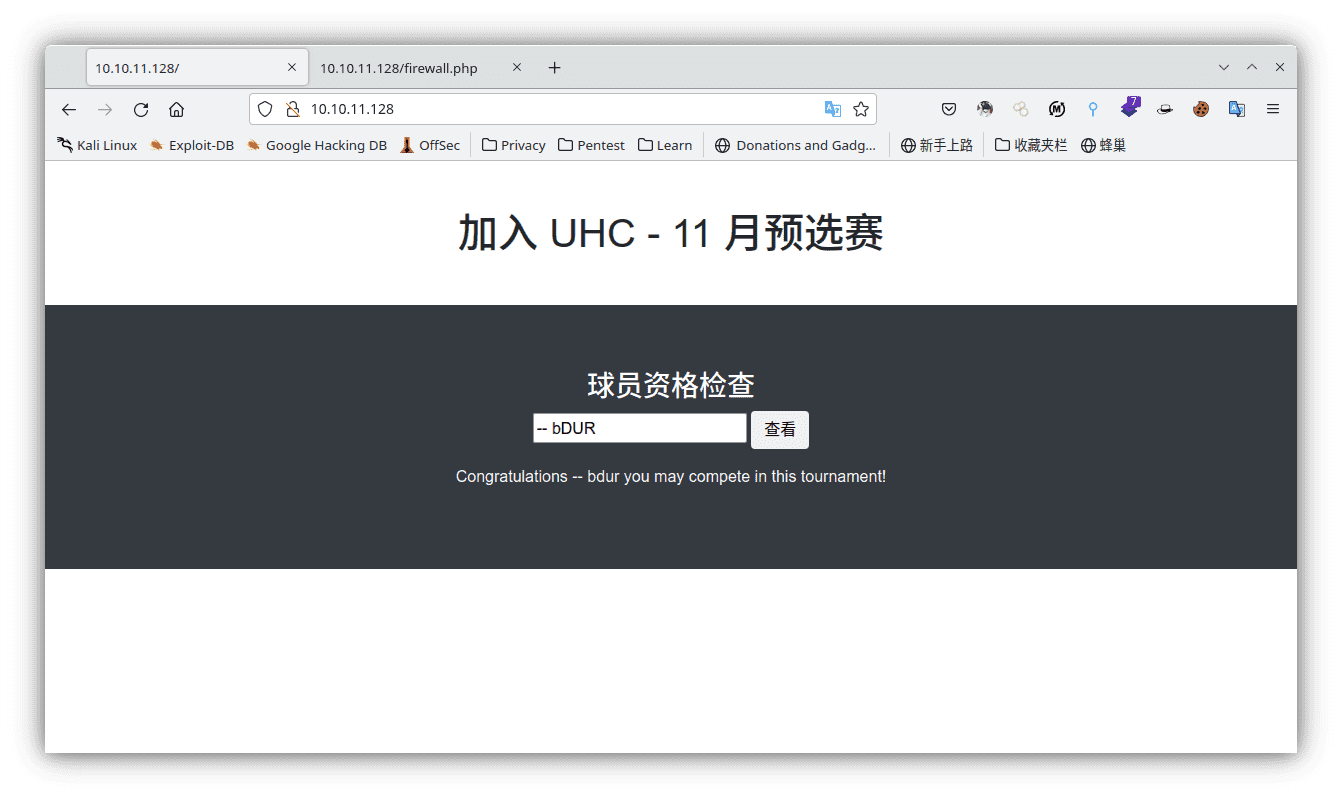 10.10.11.128/
10.10.11.128/firewall.php
10.10.11.128
7
Kali Linux Exploit-DB Google Hacking DB OffSec Privacy Pentest Learn Donations and Gadg... 新手上路 收藏夹栏 蜂巢
加入 UHC - 11 月预选赛
球员资格检查
-- bDUR 查看
Congratulations -- bdur you may compete in this tournament!